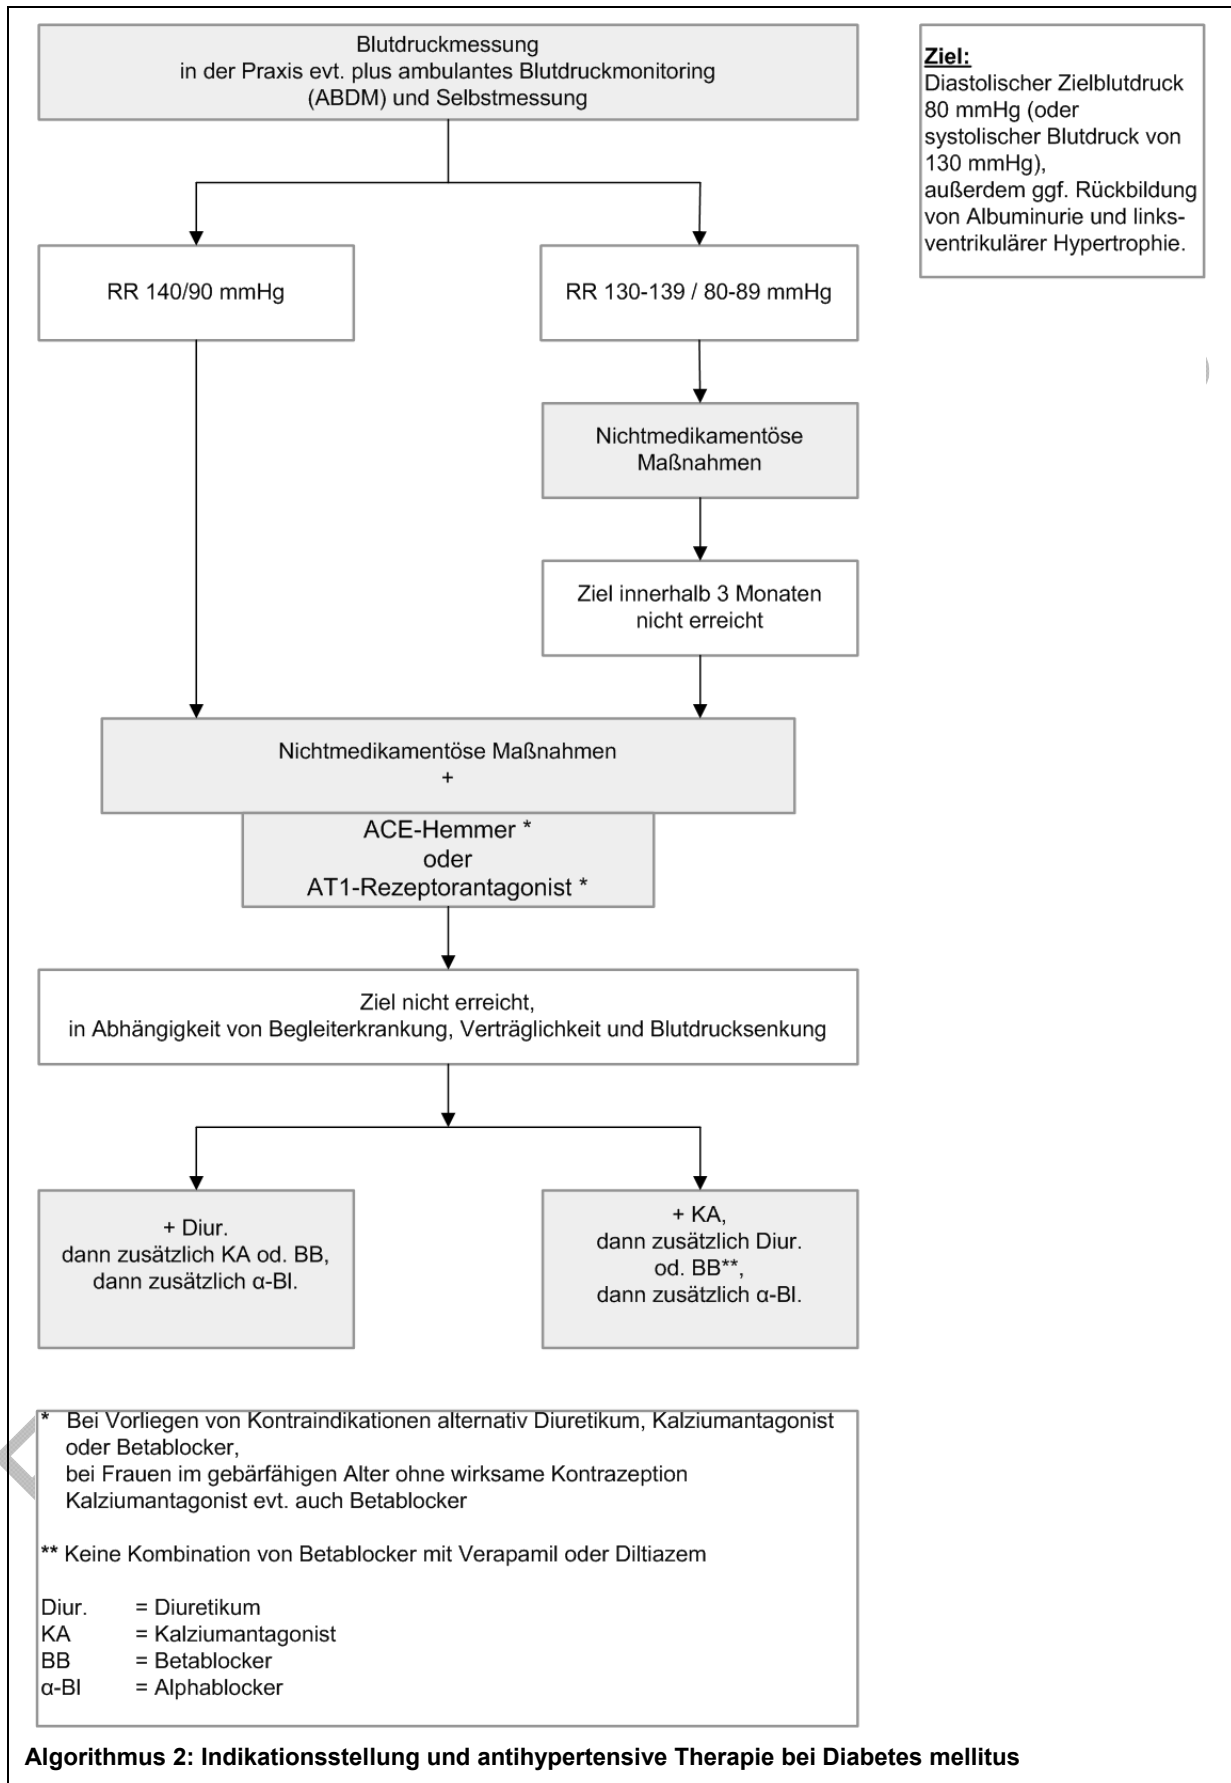 Blutdruckmessung
in der Praxis evt. plus ambulantes Blutdruckmonitoring
(ABDM) und Selbstmessung
Ziel:
Diastolischer Zielblutdruck
80 mmHg (oder
systolischer Blutdruck von
130 mmHg),
außerdem ggf. Rückbildung
von Albuminurie und links-
ventrikulärer Hypertrophie.
RR 140/90 mmHg
RR 130-139 / 80-89 mmHg
Nichtmedikamentöse
Maßnahmen
Ziel innerhalb 3 Monaten
nicht erreicht
Nichtmedikamentöse Maßnahmen
+
ACE-Hemmer *
oder
AT1-Rezeptorantagonist *
Ziel nicht erreicht,
in Abhängigkeit von Begleiterkrankung, Verträglichkeit und Blutdrucksenkung
+ Diur.
dann zusätzlich KA od. BB,
dann zusätzlich α-Bl.
+ KA,
dann zusätzlich Diur.
od. BB**,
dann zusätzlich α-Bl.
* Bei Vorliegen von Kontraindikationen alternativ Diuretikum, Kalziumantagonist
oder Betablocker,
bei Frauen im gebärfähigen Alter ohne wirksame Kontrazeption
Kalziumantagonist evt. auch Betablocker
** Keine Kombination von Betablocker mit Verapamil oder Diltiazem
Diur. = Diuretikum
KA = Kalziumantagonist
BB = Betablocker
α-Bl = Alphablocker
Algorithmus 2: Indikationsstellung und antihypertensive Therapie bei Diabetes mellitus